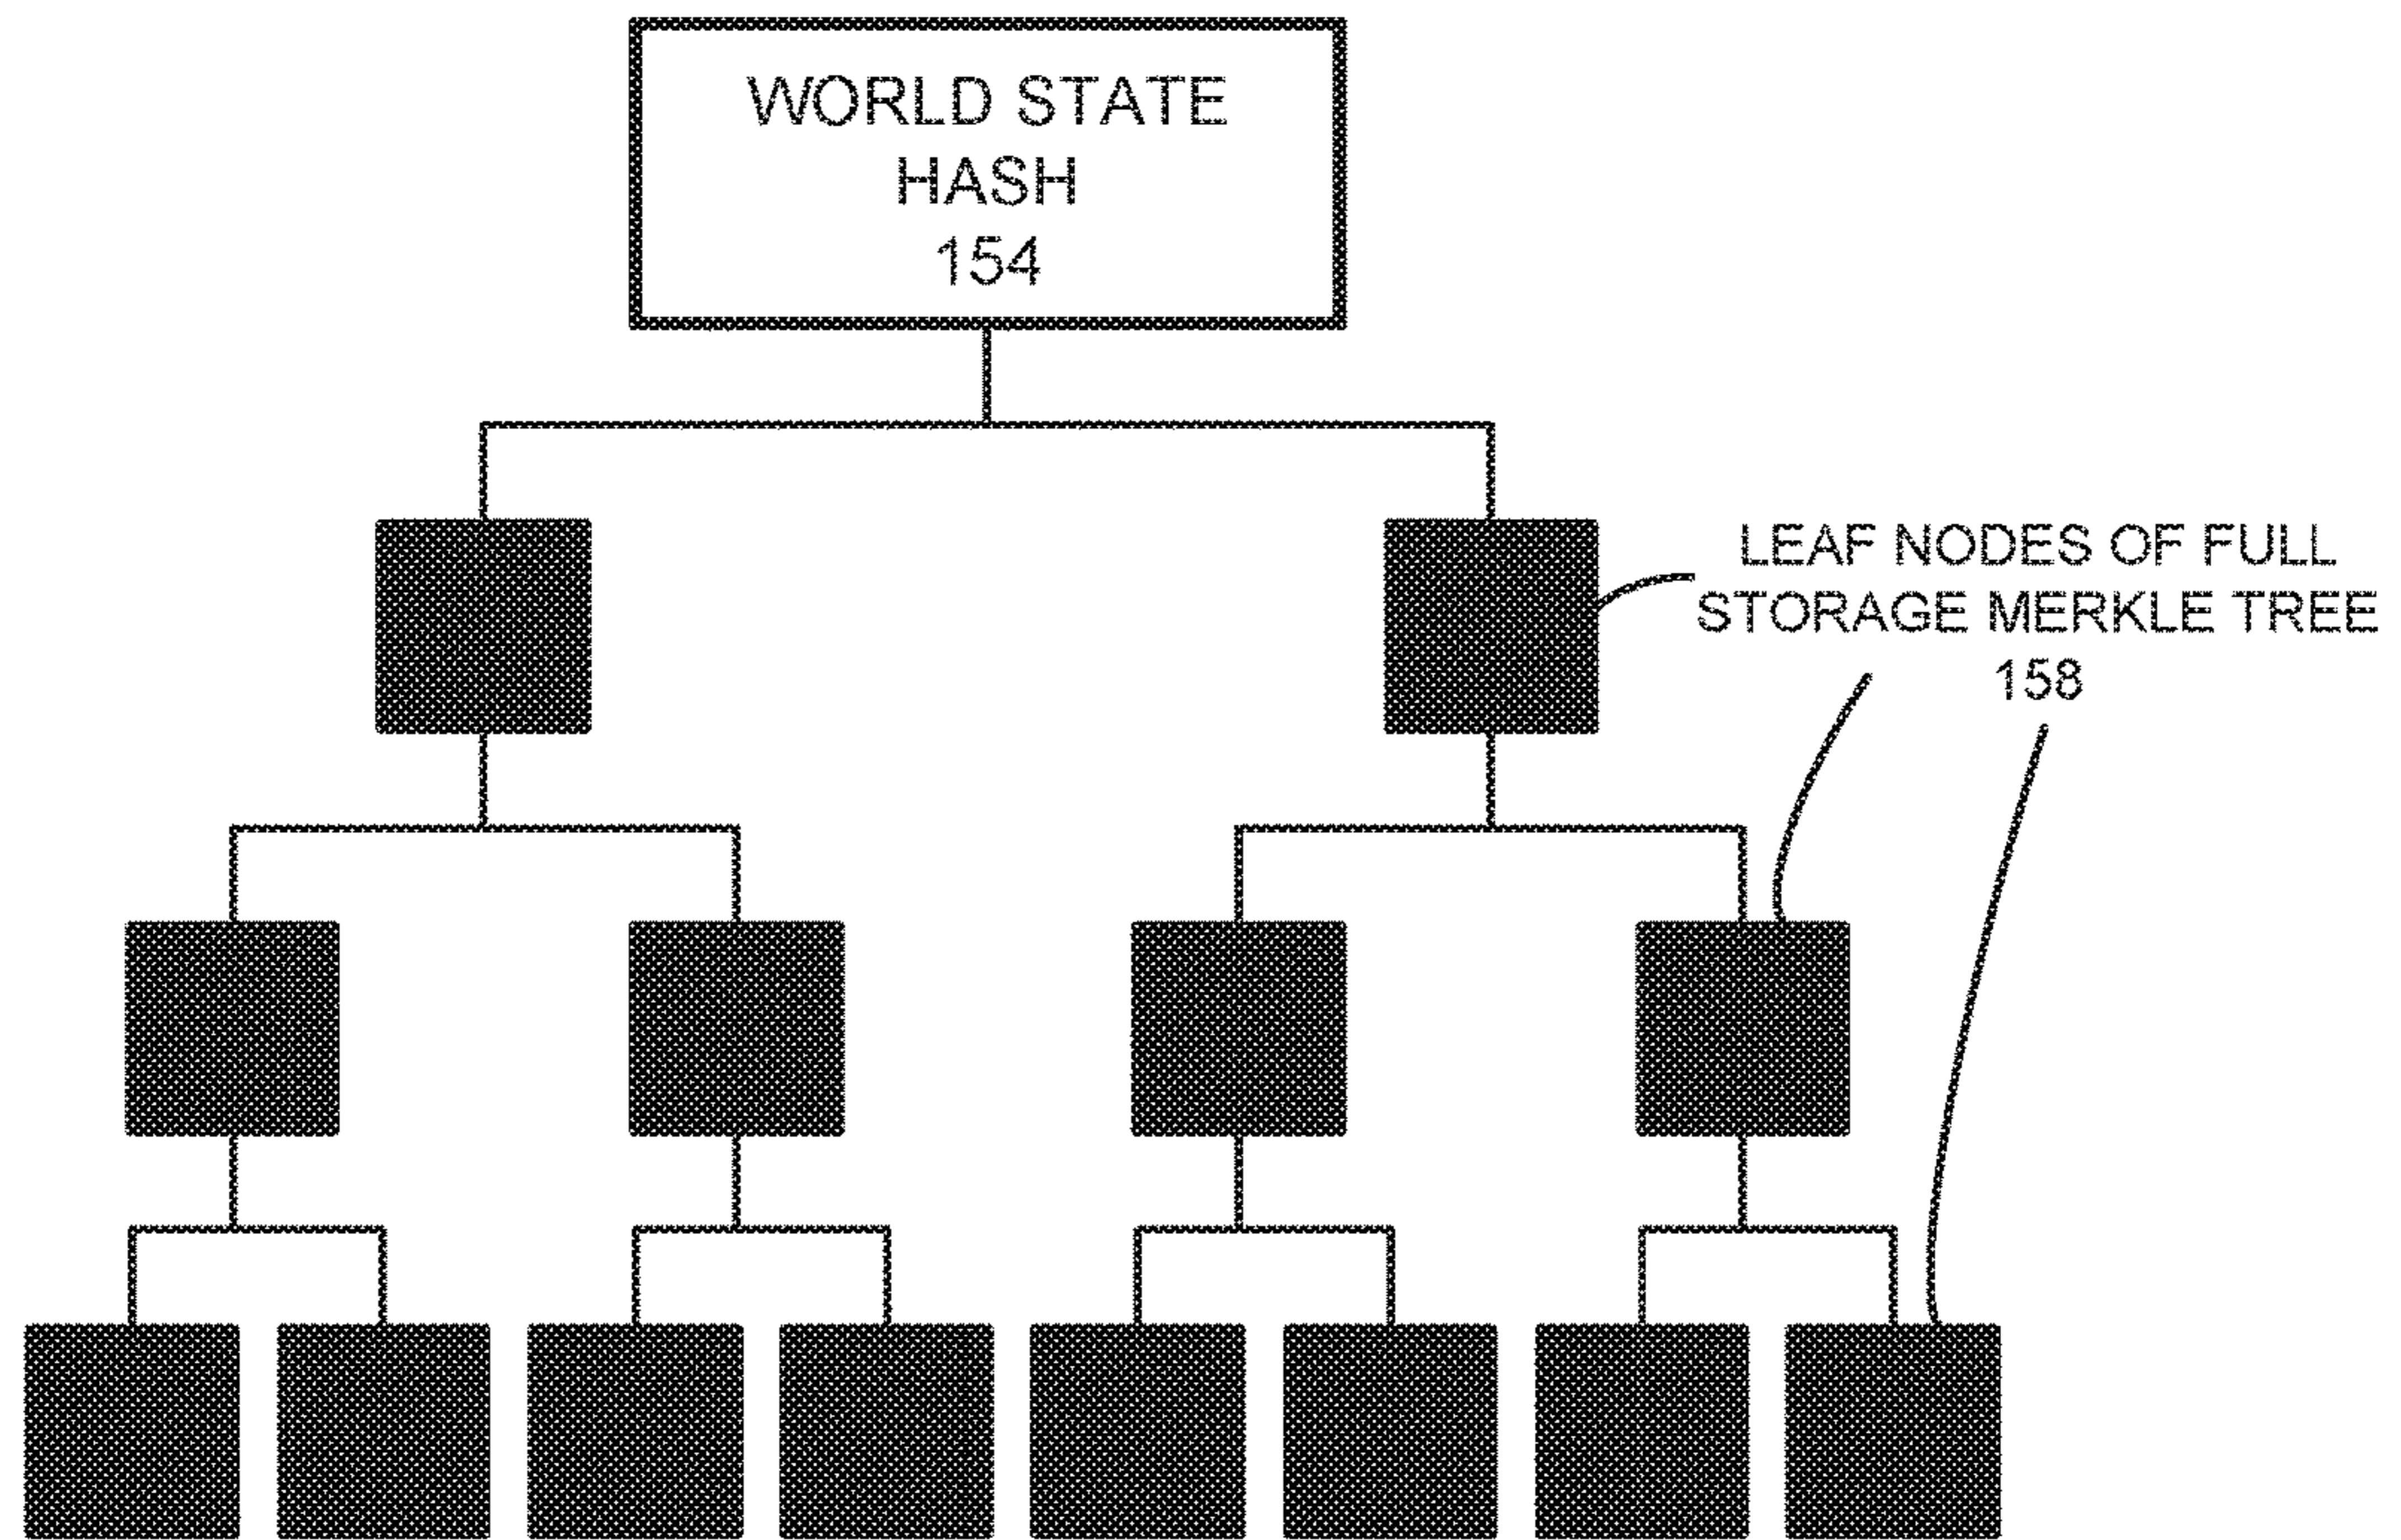 WORLD STATE
HASH
154
LEAF NODES OF FULL
STORAGE MERKLE TREE
158